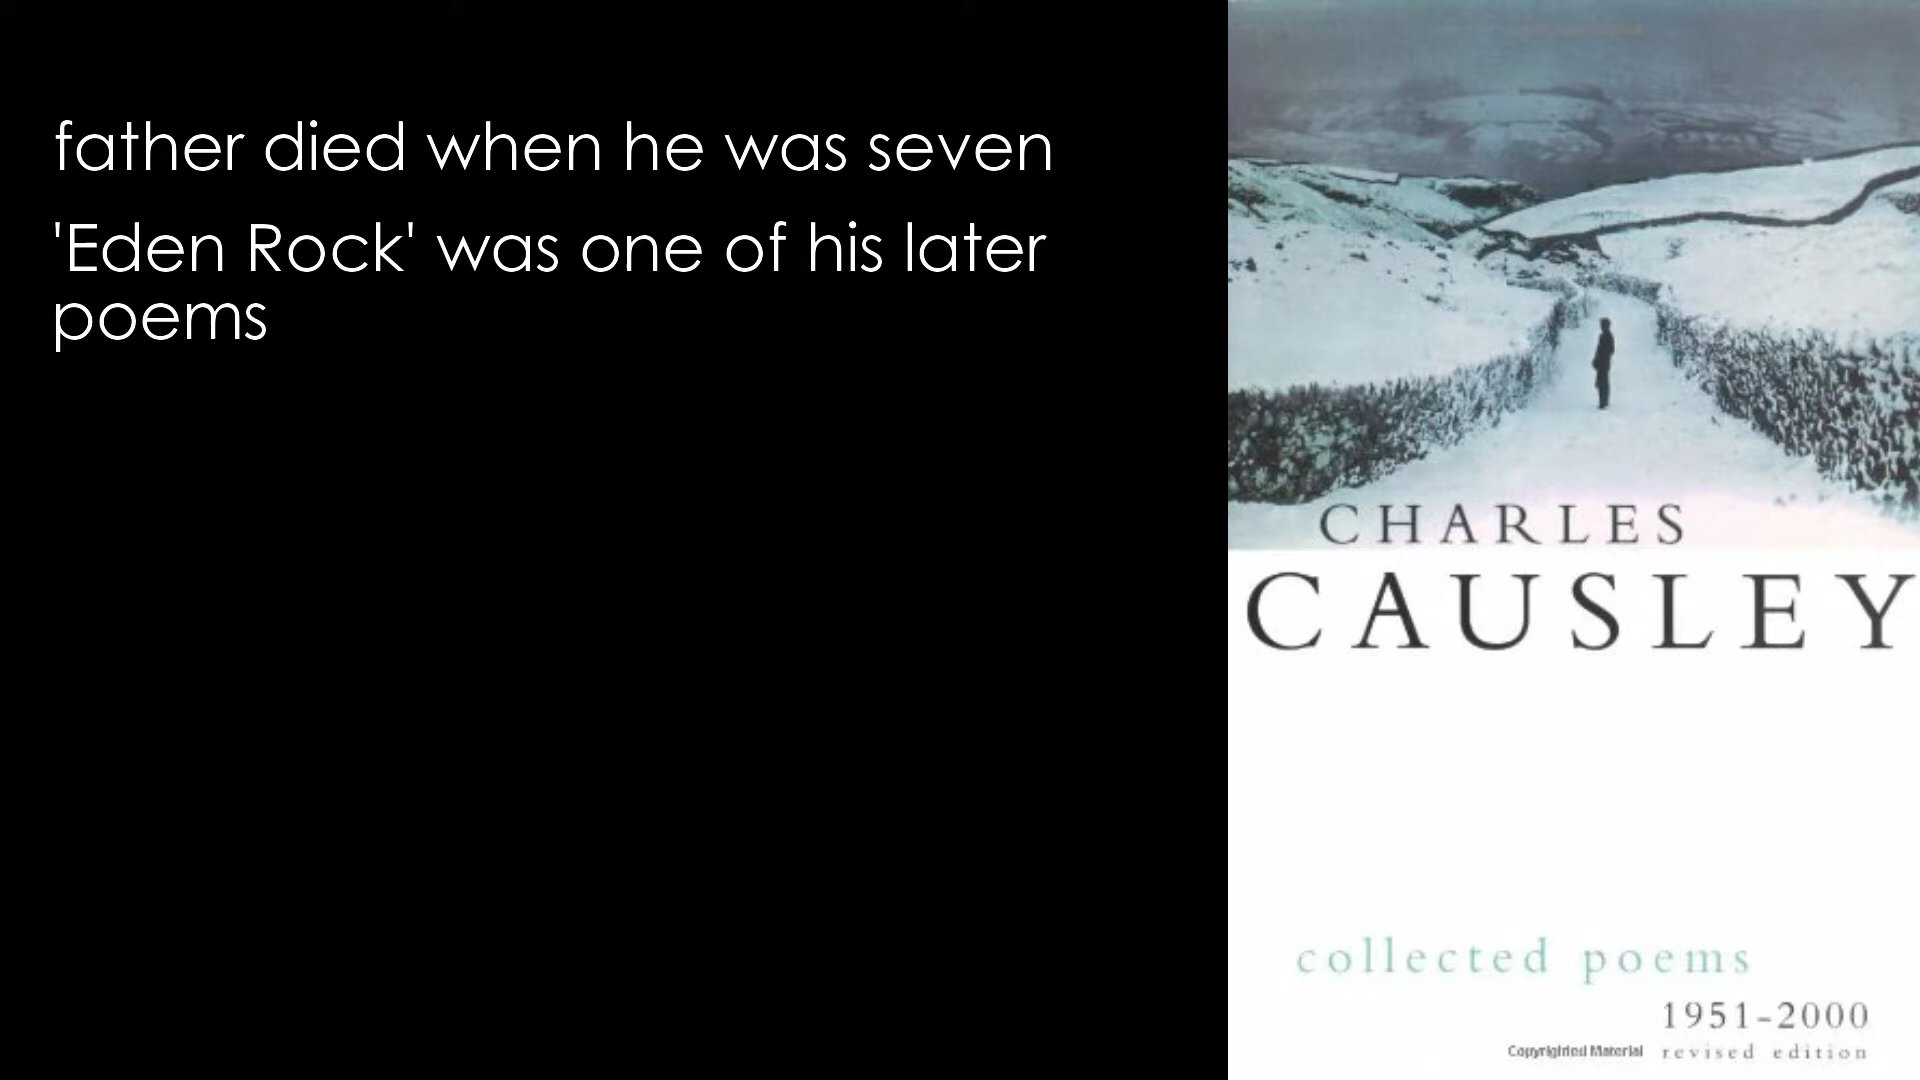 father died when he was seven
'Eden Rock' was one of his later
poems
CHARLES
CAUSLEY
collected poems
1951-2000
Copyrighted Material
revised edition